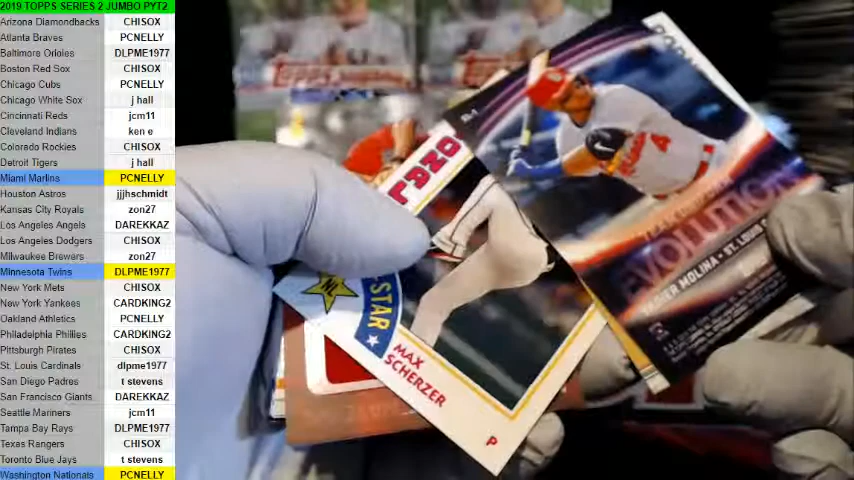 2019 TOPPS SERIES 2 JUMBO PYT2
Arizona Diamondbacks CHISOX
Atlanta Braves PCNELLY
Baltimore Orioles DLPME1977
Boston Red Sox CHISOX
Chicago Cubs PCNELLY
Chicago White Sox j hall
Cincinnati Reds jcm11
Cleveland Indians ken e
Colorado Rockies CHISOX
Detroit Tigers j hall
Miami Marlins PCNELLY
Houston Astros jjjhschmidt
Kansas City Royals zon27
Los Angeles Angels DAREKKAZ
Los Angeles Dodgers CHISOX
Milwaukee Brewers zon27
Minnesota Twins DLPME1977
New York Mets CHISOX
New York Yankees CARDKING2
Oakland Athletics PCNELLY
Philadelphia Phillies CARDKING2
Pittsburgh Pirates CHISOX
St. Louis Cardinals dlpme1977
San Diego Padres t stevens
San Francisco Giants DAREKKAZ
Seattle Mariners jcm11
Tampa Bay Rays DLPME1977
Texas Rangers CHISOX
Toronto Blue Jays t stevens
Washington Nationals PCNELLY
NL
STAR
MAX
SCHERZER
P
4
EVOLUTION
YADIER MOLINA • ST. LOUIS